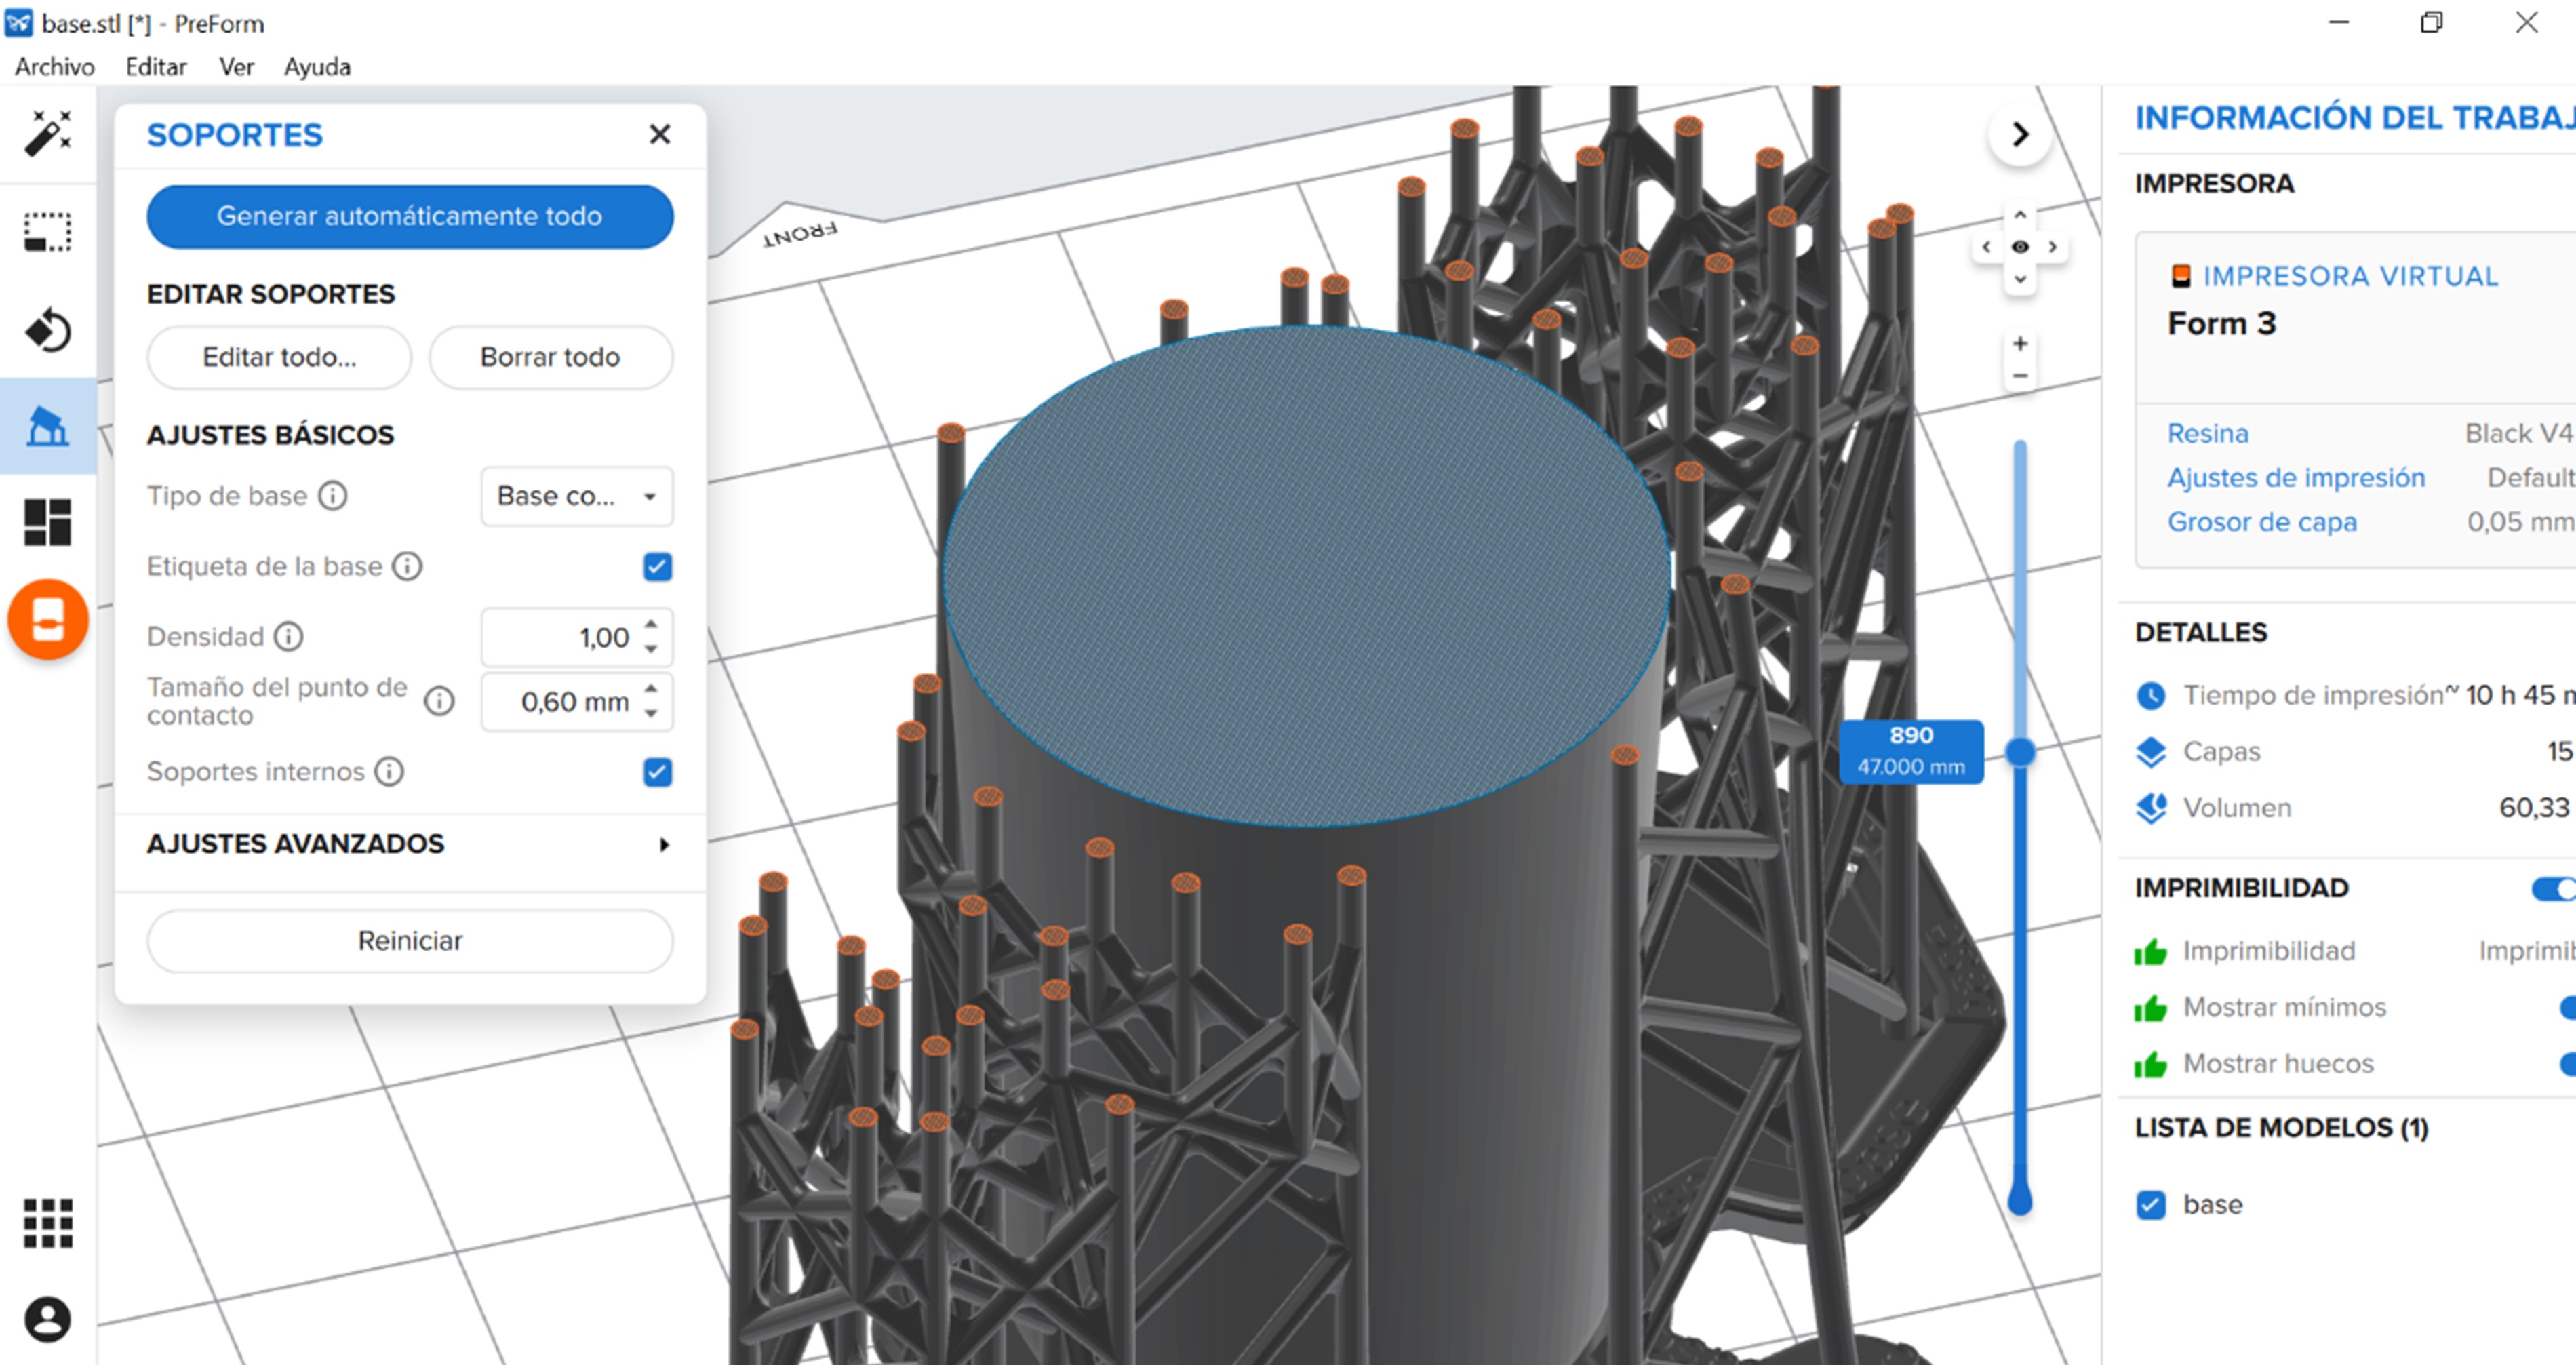 base.stl [*] - PreForm
Archivo Editar Ver Ayuda
SOPORTES
Generar automáticamente todo
EDITAR SOPORTES
Editar todo... Borrar todo
AJUSTES BÁSICOS
Tipo de base Base co...
Etiqueta de la base
Densidad 1,00
Tamaño del punto de
contacto 0,60 mm
Soportes internos
AJUSTES AVANZADOS
Reiniciar
FRONT
890
47.000 mm
INFORMACIÓN DEL TRABAJ
IMPRESORA
IMPRESORA VIRTUAL
Form 3
Resina Black V4
Ajustes de impresión Default
Grosor de capa 0,05 mm
DETALLES
Tiempo de impresión ~ 10 h 45 m
Capas 15
Volumen 60,33
IMPRIMIBILIDAD
Imprimibilidad Imprimib
Mostrar mínimos
Mostrar huecos
LISTA DE MODELOS (1)
base